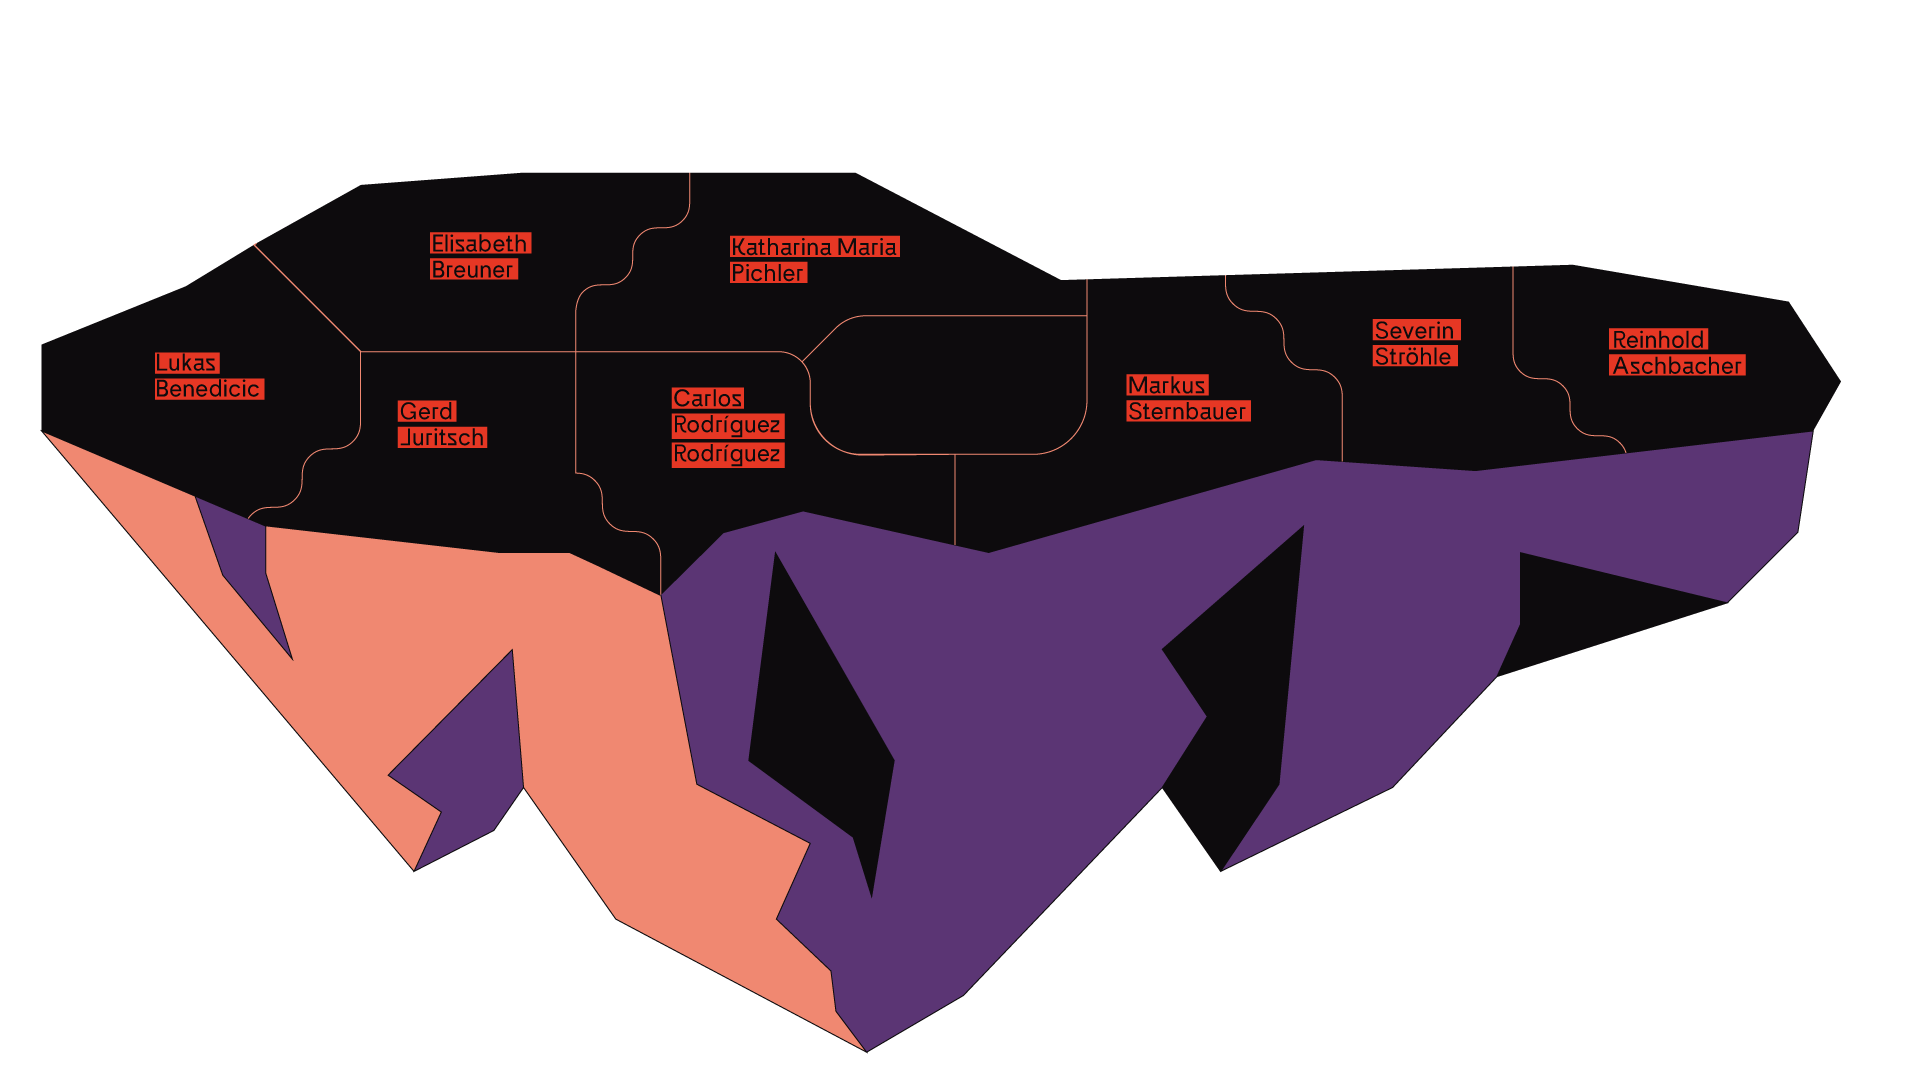 Elisabeth
Breuner
Katharina Maria
Pichler
Lukas
Benedicic
Gerd
Juritsch
Carlos
Rodríguez
Rodríguez
Markus
Sternbauer
Severin
Ströhle
Reinhold
Aschbacher